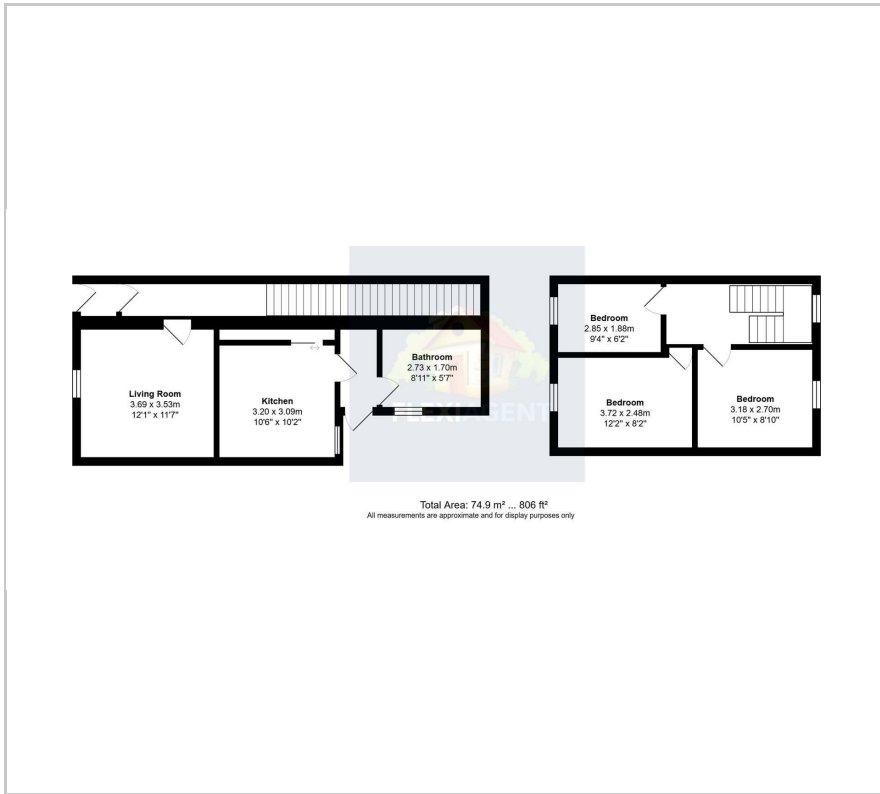 Living Room
3.69 x 3.53m
12'1" x 11'7"
Kitchen
3.20 x 3.09m
10'6" x 10'2"
Bathroom
2.73 x 1.70m
8'11" x 5'7"
FLEXIAGENT
Bedroom
2.85 x 1.88m
9'4" x 6'2"
Bedroom
3.72 x 2.48m
12'2" x 8'2"
Bedroom
3.18 x 2.70m
10'5" x 8'10"
Total Area: 74.9 m² ... 806 ft²
All measurements are approximate and for display purposes only